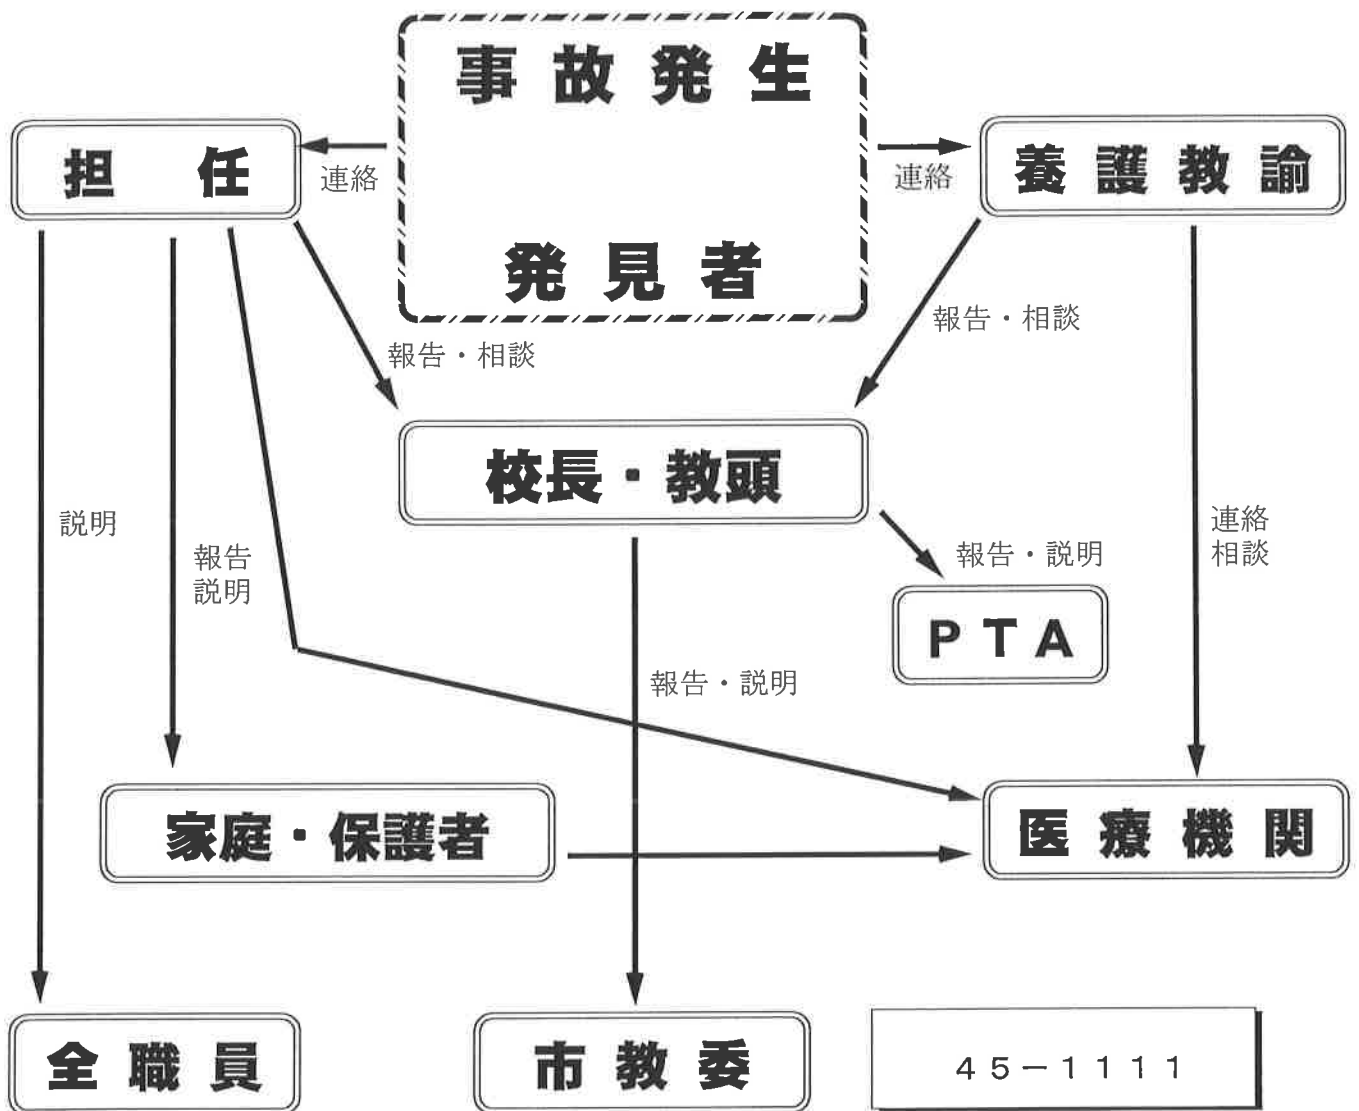 事故発生
担任
連絡
連絡
養護教諭
発見者
報告・相談
報告・相談
校長・教頭
説明
報告
説明
報告・説明
連絡
相談
PTA
報告・説明
家庭・保護者
医療機関
全職員
市教委
45-1111